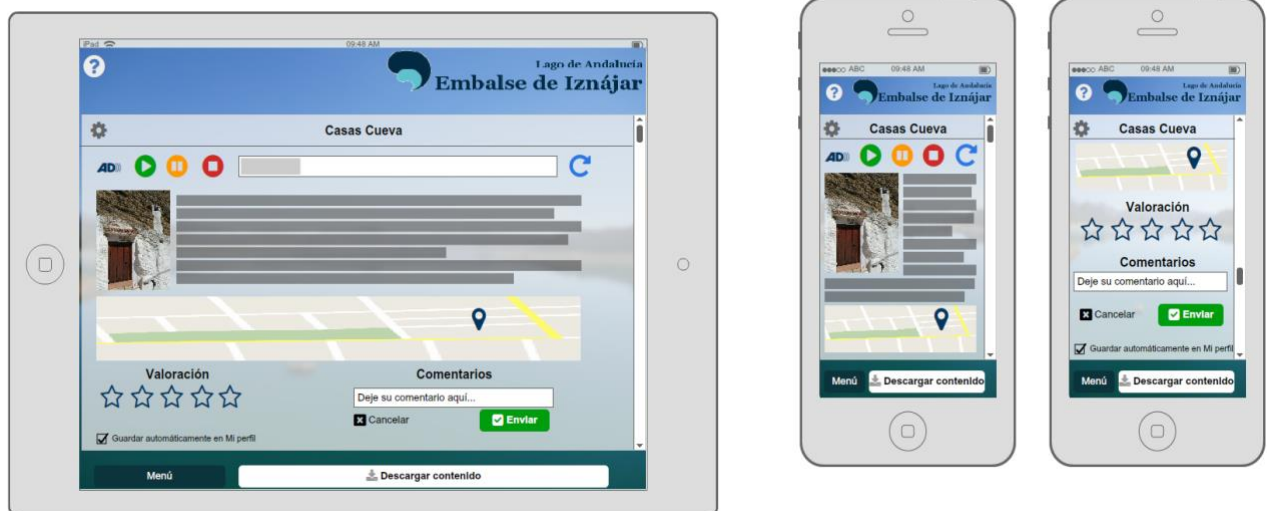 iPad 09:48 AM
?
Lago de Andalucía
Embalse de Iznájar
Casas Cueva
AD
Valoración
Comentarios
Deje su comentario aquí...
Cancelar
Enviar
Guardar automáticamente en Mi perfil
Menú
Descargar contenido
ABC 09:48 AM
?
Lago de Andalucía
Embalse de Iznájar
Casas Cueva
AD
Menú
Descargar contenido
ABC 09:48 AM
?
Lago de Andalucía
Embalse de Iznájar
Casas Cueva
Valoración
Comentarios
Deje su comentario aquí...
Cancelar
Enviar
Guardar automáticamente en Mi perfil
Menú
Descargar contenido